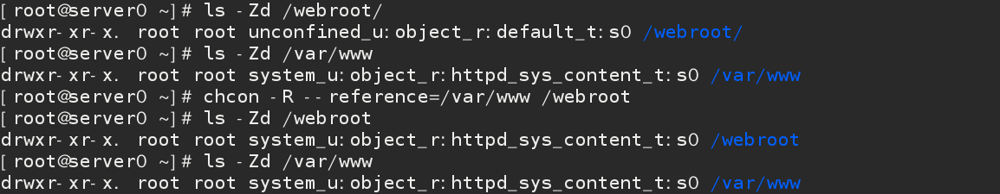 [root@server0 ~]# ls -Zd /webroot/
drwxr-xr-x. root root unconfined_u:object_r:default_t:s0 /webroot/
[root@server0 ~]# ls -Zd /var/www
drwxr-xr-x. root root system_u:object_r:httpd_sys_content_t:s0 /var/www
[root@server0 ~]# chcon -R --reference=/var/www /webroot
[root@server0 ~]# ls -Zd /webroot
drwxr-xr-x. root root system_u:object_r:httpd_sys_content_t:s0 /webroot
[root@server0 ~]# ls -Zd /var/www
drwxr-xr-x. root root system_u:object_r:httpd_sys_content_t:s0 /var/www